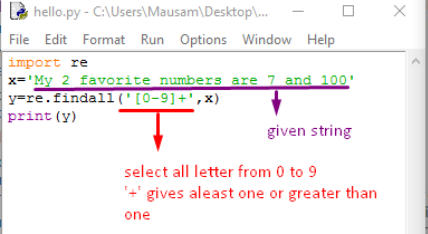 hello.py - C:\Users\Mausam\Desktop\...
File Edit Format Run Options Window Help
import re
x='My 2 favorite numbers are 7 and 100'
y=re.findall('[0-9]+',x)
print(y)
given string
select all letter from 0 to 9
'+' gives aleast one or greater than
one